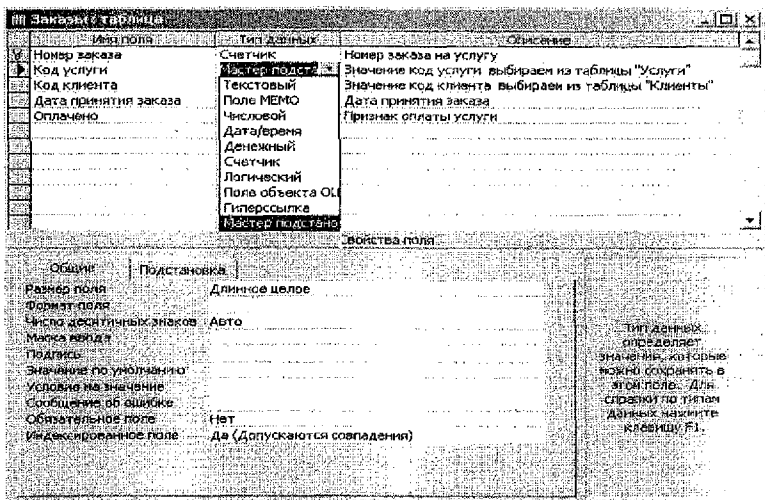 Заказы : таблица
Имя поля Тип данных Описание
Номер заказа Счетчик Номер заказа на услугу
Код услуги Мастер подста Значение код услуги выбираем из таблицы "Услуги"
Код клиента Текстовый Значение код клиента выбираем из таблицы "Клиенты"
Дата принятия заказа Поле MEMO Дата принятия заказа
Оплачено Числовой Признак оплаты услуги
Дата/время
Денежный
Счетчик
Логический
Поле объекта OL
Гиперссылка
Мастер подстано
Свойства поля
Общие Подстановка
Размер поля Длинное целое
Формат поля
Число десятичных знаков Авто
Маска ввода
Подпись
Значение по умолчанию
Условие на значение
Сообщение об ошибке
Обязательное поле Нет
Индексированное поле Да (Допускаются совпадения)
Тип данных
определяет
значения, которые
можно сохранять в
этом поле. Для
справки по типам
данных нажмите
клавишу F1.